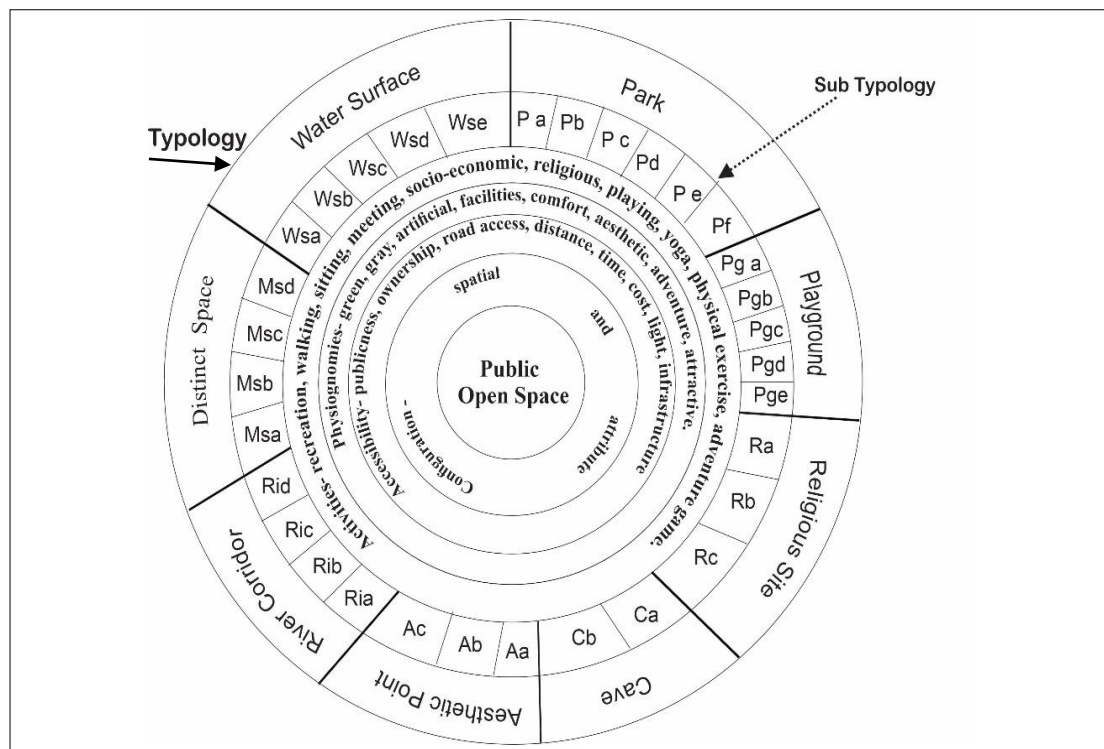 Typology
Sub Typology
Water Surface
Park
Playground
Religious Site
Cave
Aesthetic Point
River Corridor
Distinct Space
P a
Pb
P c
Pd
P e
Pf
Pg a
Pgb
Pgc
Pgd
Pge
Ra
Rb
Rc
Ca
Cb
Aa
Ab
Ac
Ria
Rib
Ric
Rid
Msa
Msb
Msc
Msd
Wsa
Wsb
Wsc
Wsd
Wse
Activities- recreation, walking, sitting, meeting, socio-economic, religious, playing, yoga, physical exercise, adventure game.
Physiognomies- green, gray, artificial, facilities, comfort, aesthetic, adventure, attractive,
Accessibility- publicness, ownership, road access, distance, time, cost, light, infrastructure
Configuration- spatial and attribute
Public
Open Space